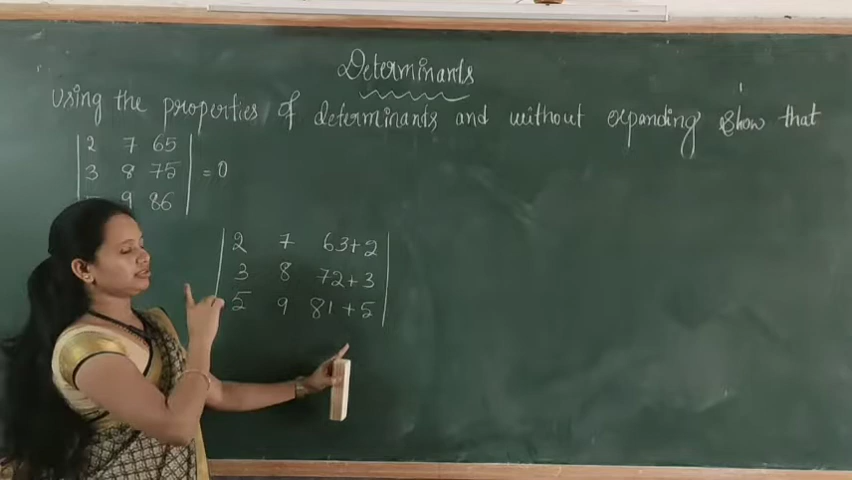 Determinants
Using the properties of determinants and without expanding show that
2 7 65
3 8 75 = 0
9 86
2 7 63+2
3 8 72+3
5 9 81+5